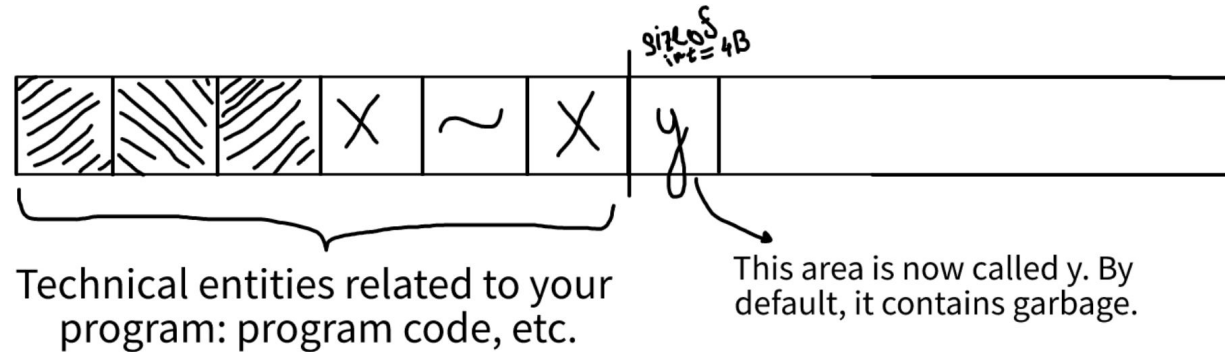 sizeof
int = 4B
X ~ X y
Technical entities related to your
program: program code, etc.
This area is now called y. By
default, it contains garbage.